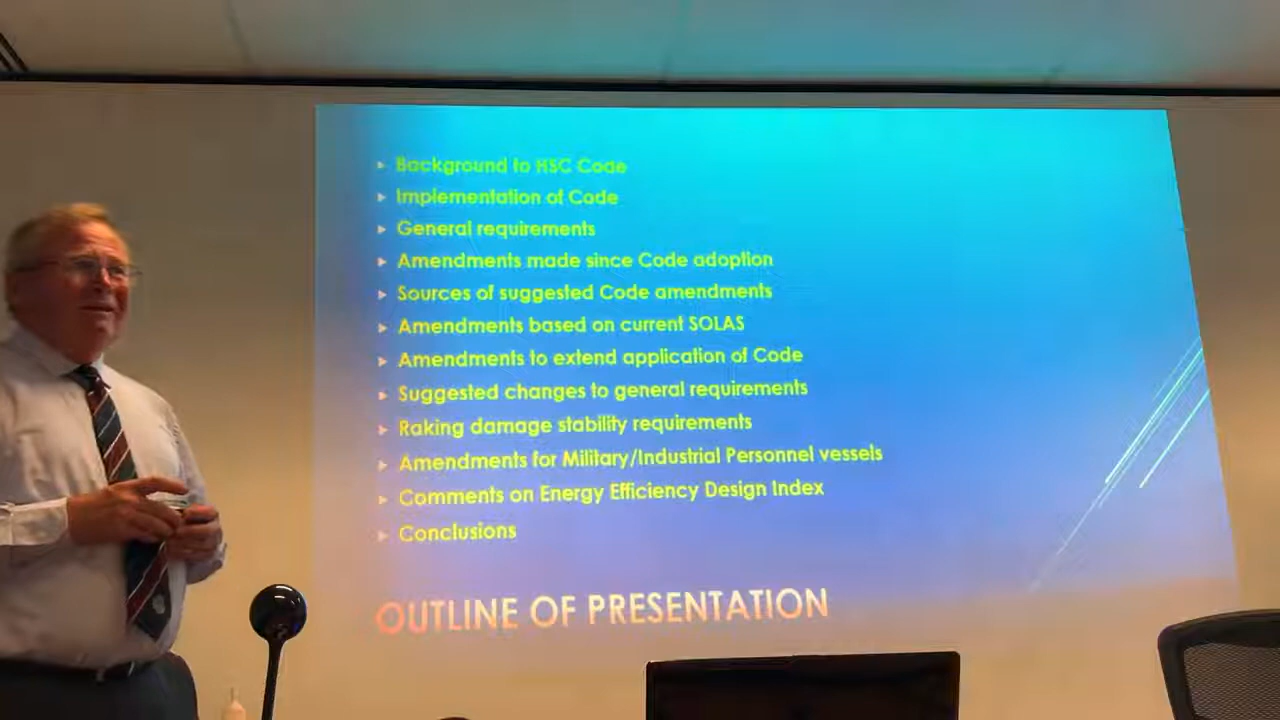 Background to HSC Code
Implementation of Code
General requirements
Amendments made since Code adoption
Sources of suggested Code amendments
Amendments based on current SOLAS
Amendments to extend application of Code
Suggested changes to general requirements
Raking damage stability requirements
Amendments for Military/Industrial Personnel vessels
Comments on Energy Efficiency Design Index
Conclusions
OUTLINE OF PRESENTATION